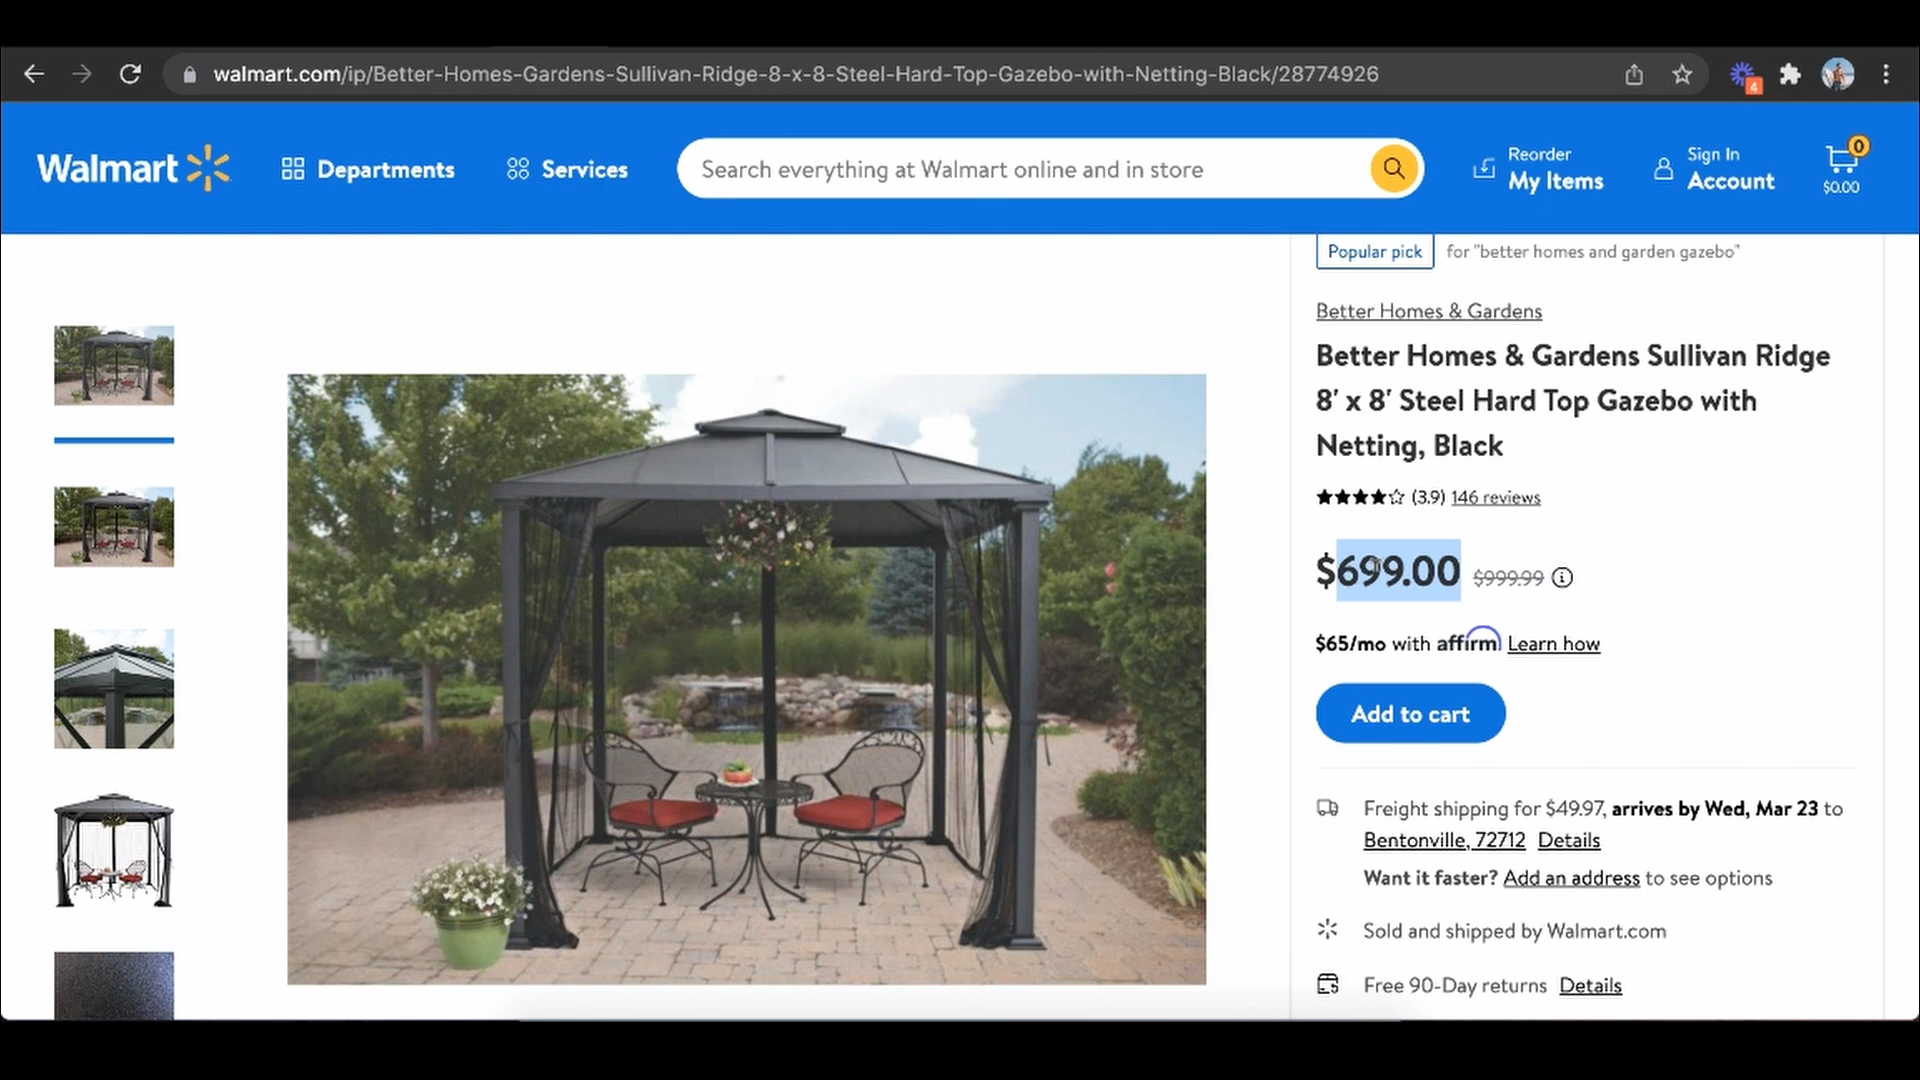 walmart.com/ip/Better-Homes-Gardens-Sullivan-Ridge-8-x-8-Steel-Hard-Top-Gazebo-with-Netting-Black/28774926
4
Walmart
Departments
Services
Search everything at Walmart online and in store
Reorder
My Items
Sign In
Account
0
$0.00
Popular pick for "better homes and garden gazebo"
Better Homes & Gardens
Better Homes & Gardens Sullivan Ridge
8' x 8' Steel Hard Top Gazebo with
Netting, Black
(3.9) 146 reviews
$699.00 $999.99
$65/mo with affirm Learn how
Add to cart
Freight shipping for $49.97, arrives by Wed, Mar 23 to
Bentonville, 72712 Details
Want it faster? Add an address to see options
Sold and shipped by Walmart.com
Free 90-Day returns Details